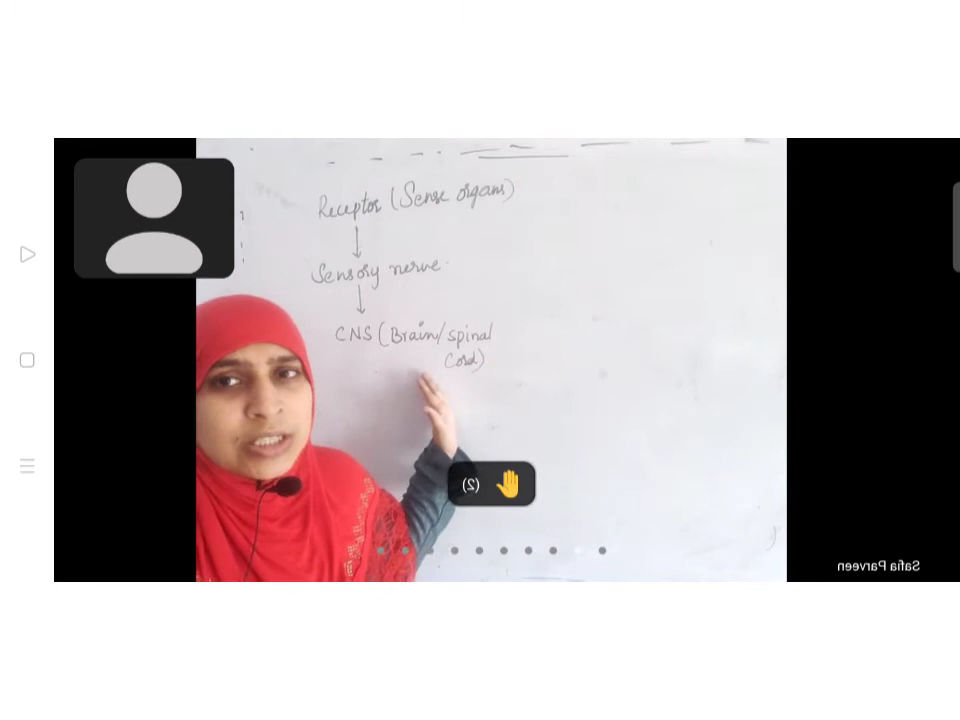 Receptor (Sense organs)
Sensory nerve
CNS (Brain/spinal
Cord)
(2)
Safia Parveen